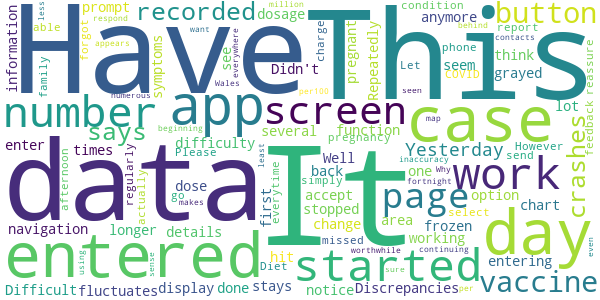 Have This
data It
entered started
number app screen case
button recorded says page work day
vaccine crashes Yesterday
information able prompt forgot family
respond less appears million want
everywhere dosage condition behind
symptoms see charge Didn't
pregnant Repeatedly anymore seem covid
phone Let Wales numerous per100
seen contacts report think grayed
feedback reassure However send
lot function pregnancy map
enter times regularly actually afternoon
difficulty several beginning Please
Well back least inaccuracy
dose go makes everytime simply first
accept one Why fortnight option select
area chart navigation longer details
stopped change missed working frozen
worthwhile continuing entering
Difficult using sense fluctuates
display done stays Diet hit
notice sure Discrepancies per even